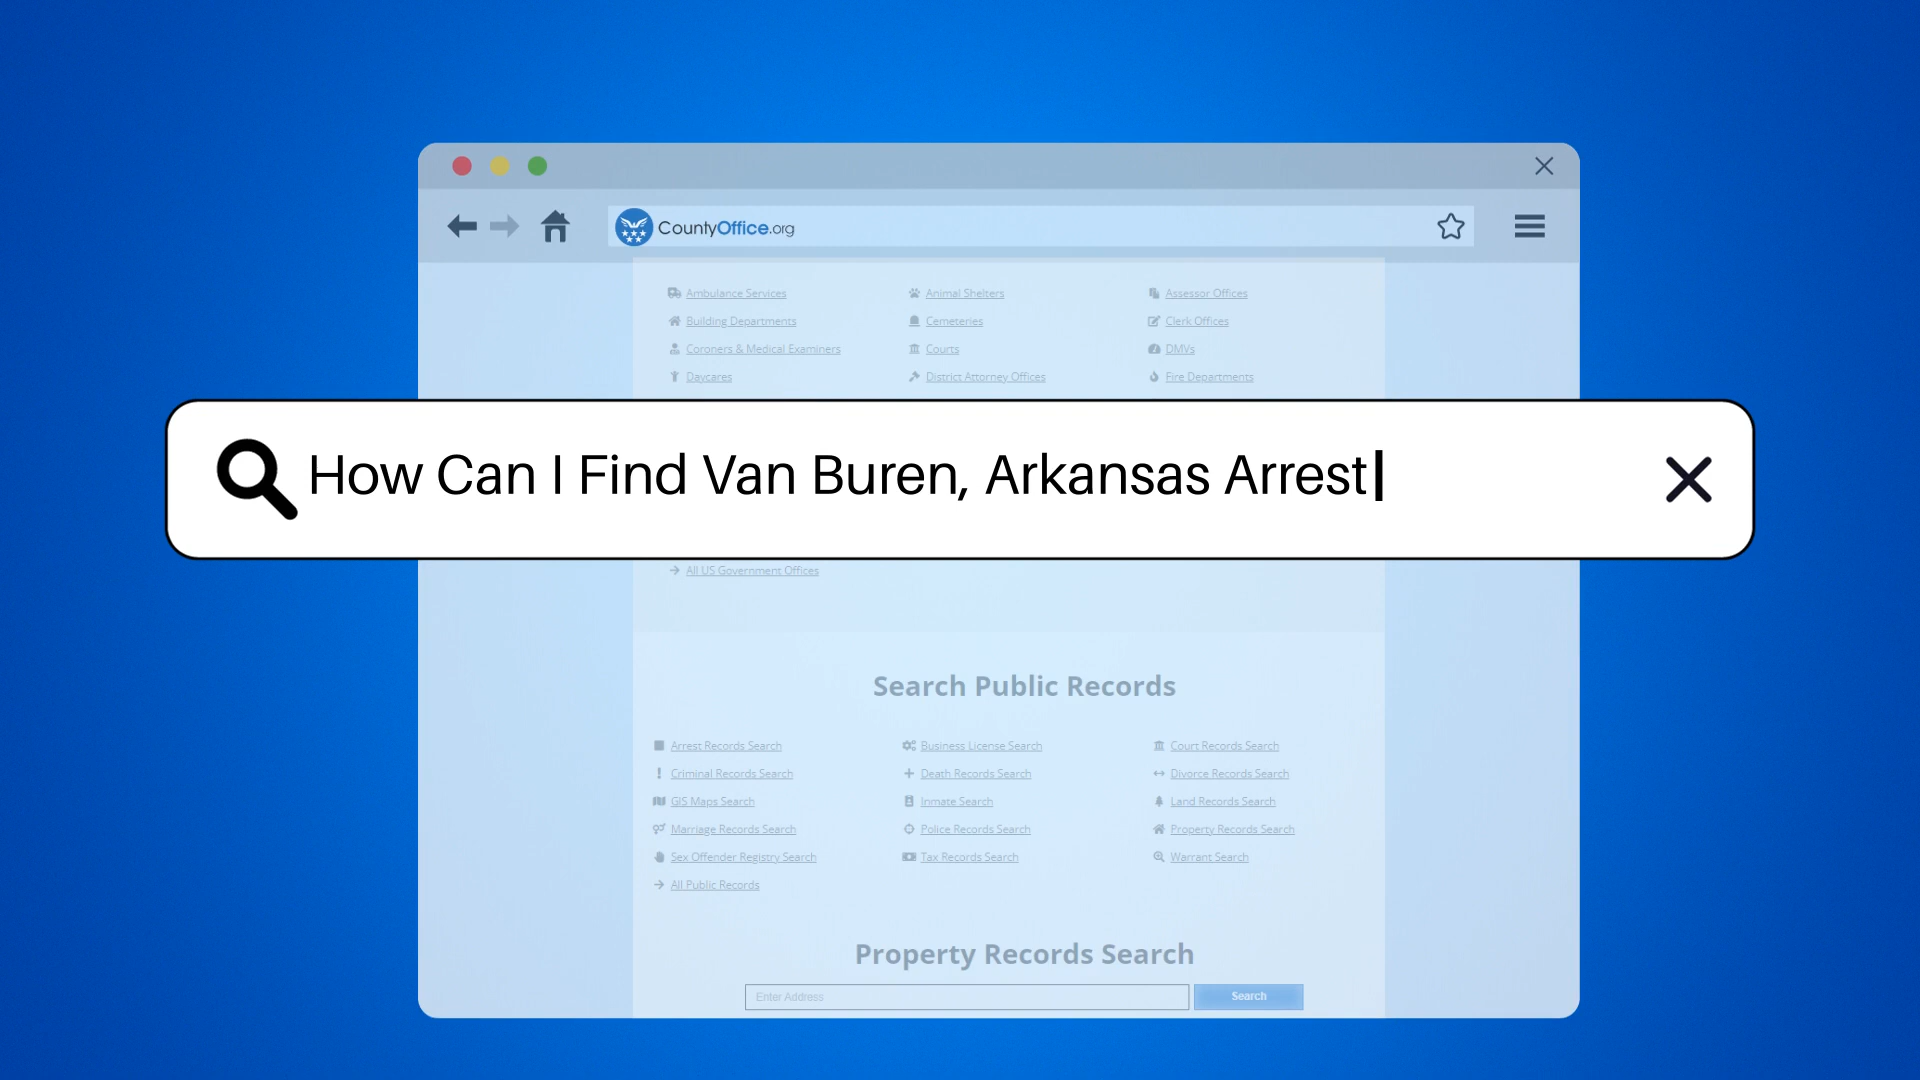 CountyOffice.org
Ambulance Services Animal Shelters Assessor Offices
Building Departments Cemeteries Clerk Offices
Coroners & Medical Examiners Courts DMVs
Daycares District Attorney Offices Fire Departments
How Can I Find Van Buren, Arkansas Arrest
All US Government Offices
Search Public Records
Arrest Records Search Business License Search Court Records Search
Criminal Records Search Death Records Search Divorce Records Search
GIS Maps Search Inmate Search Land Records Search
Marriage Records Search Police Records Search Property Records Search
Sex Offender Registry Search Tax Records Search Warrant Search
All Public Records
Property Records Search
Enter Address Search